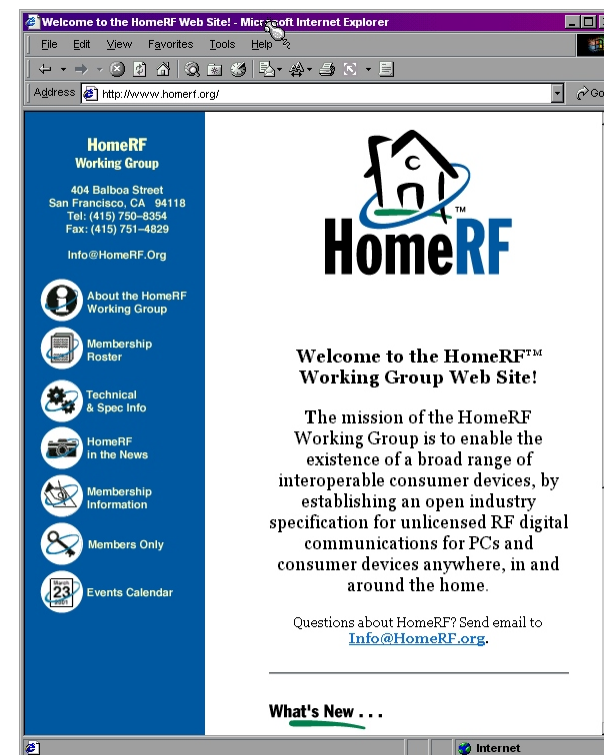 Welcome to the HomeRF Web Site! - Microsoft Internet Explorer
File Edit View Favorites Tools Help
Address http://www.homerf.org/ Go
HomeRF
Working Group
404 Balboa Street
San Francisco, CA 94118
Tel: (415) 750–8354
Fax: (415) 751–4829
Info@HomeRF.Org
About the HomeRF
Working Group
Membership
Roster
Technical
& Spec Info
HomeRF
in the News
Membership
Information
Members Only
March
23
2001
Events Calendar
TM
HomeRF
Welcome to the HomeRF™
Working Group Web Site!
The mission of the HomeRF
Working Group is to enable the
existence of a broad range of
interoperable consumer devices, by
establishing an open industry
specification for unlicensed RF digital
communications for PCs and
consumer devices anywhere, in and
around the home.
Questions about HomeRF? Send email to
Info@HomeRF.org.
What's New . . .
Internet